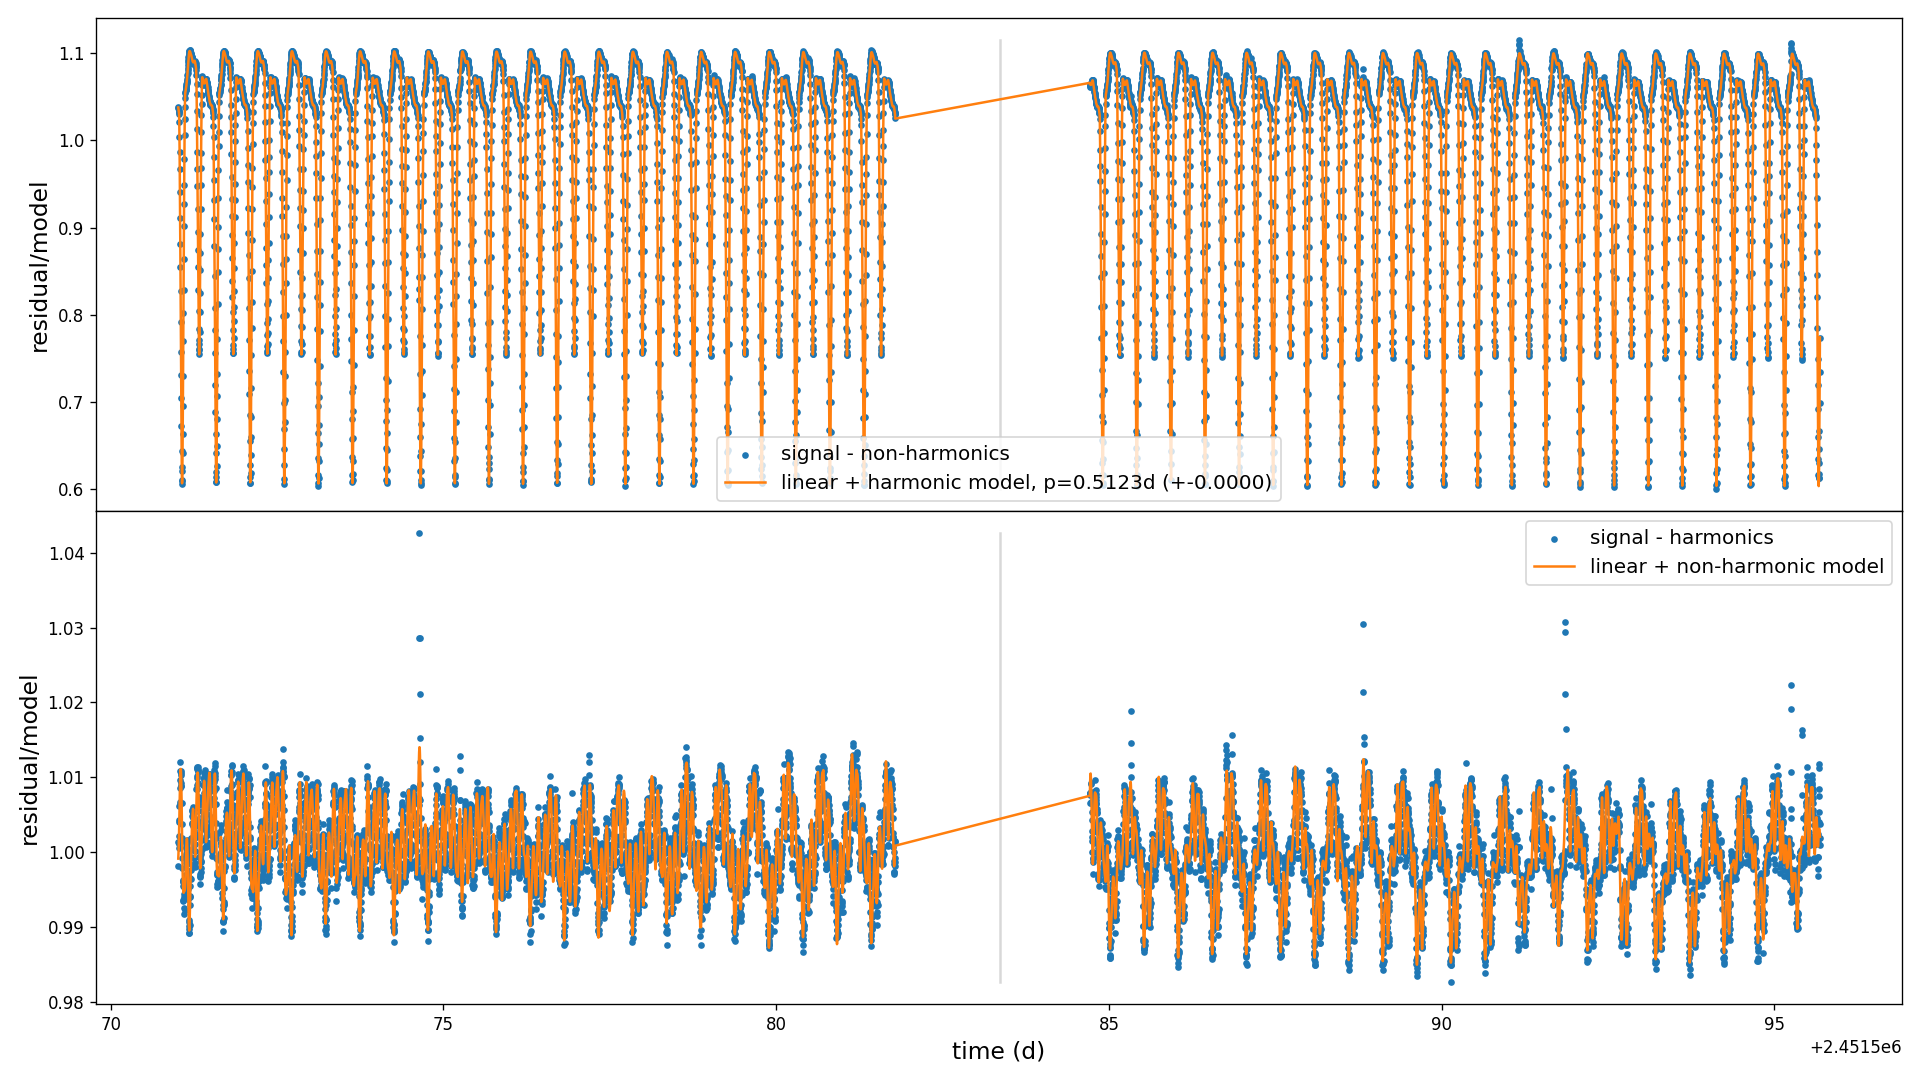 1.1
1.0
0.9
0.8
0.7
0.6
residual/model
signal - non-harmonics
linear + harmonic model, p=0.5123d (+-0.0000)
1.04
1.03
1.02
1.01
1.00
0.99
0.98
residual/model
signal - harmonics
linear + non-harmonic model
70
75
80
85
90
95
time (d)
+2.4515e6